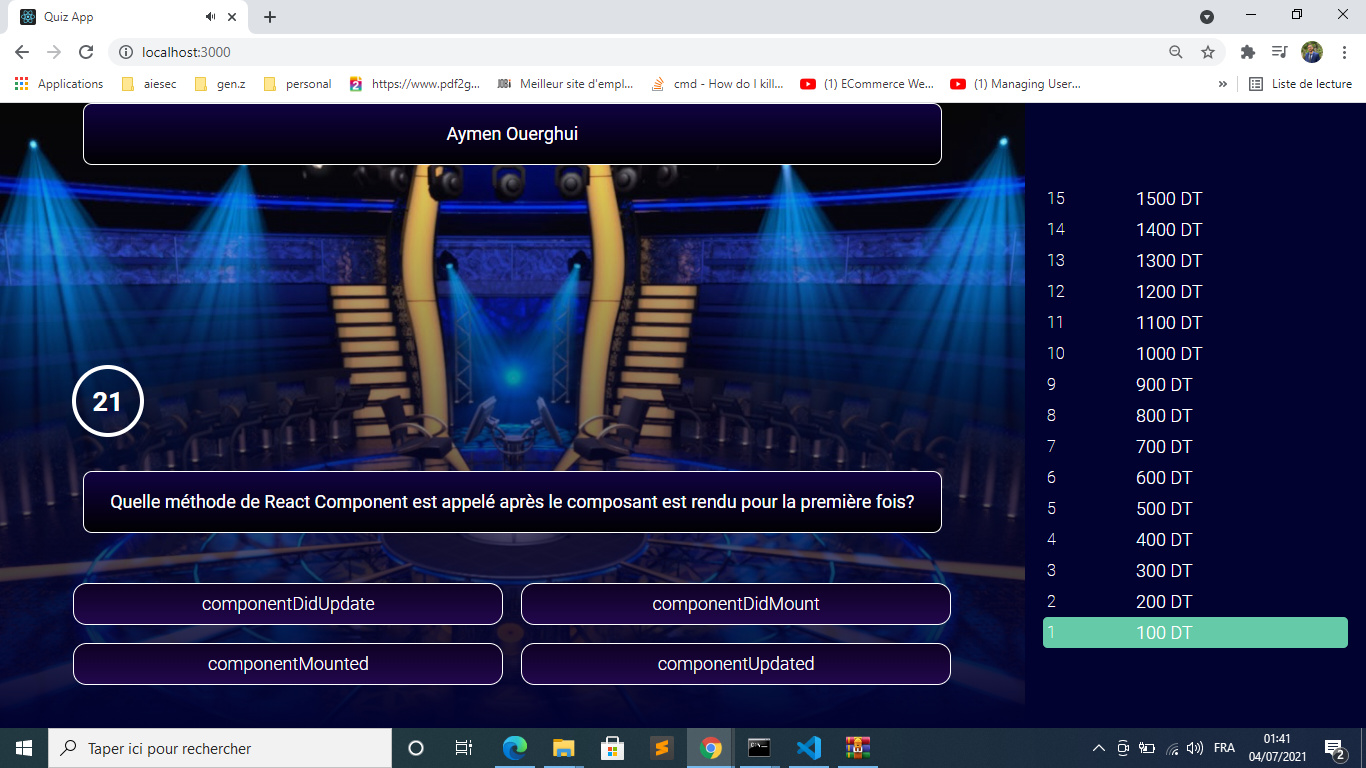 Quiz App
localhost:3000
Applications
aiesec
gen.z
personal
https://www.pdf2g...
Meilleur site d'empl...
cmd - How do I kill...
(1) ECommerce We...
(1) Managing User...
»
Liste de lecture
Aymen Ouerghui
21
Quelle méthode de React Component est appelé après le composant est rendu pour la première fois?
componentDidUpdate
componentDidMount
componentMounted
componentUpdated
15 1500 DT
14 1400 DT
13 1300 DT
12 1200 DT
11 1100 DT
10 1000 DT
9 900 DT
8 800 DT
7 700 DT
6 600 DT
5 500 DT
4 400 DT
3 300 DT
2 200 DT
1 100 DT
Taper ici pour rechercher
FRA
01:41
04/07/2021
2